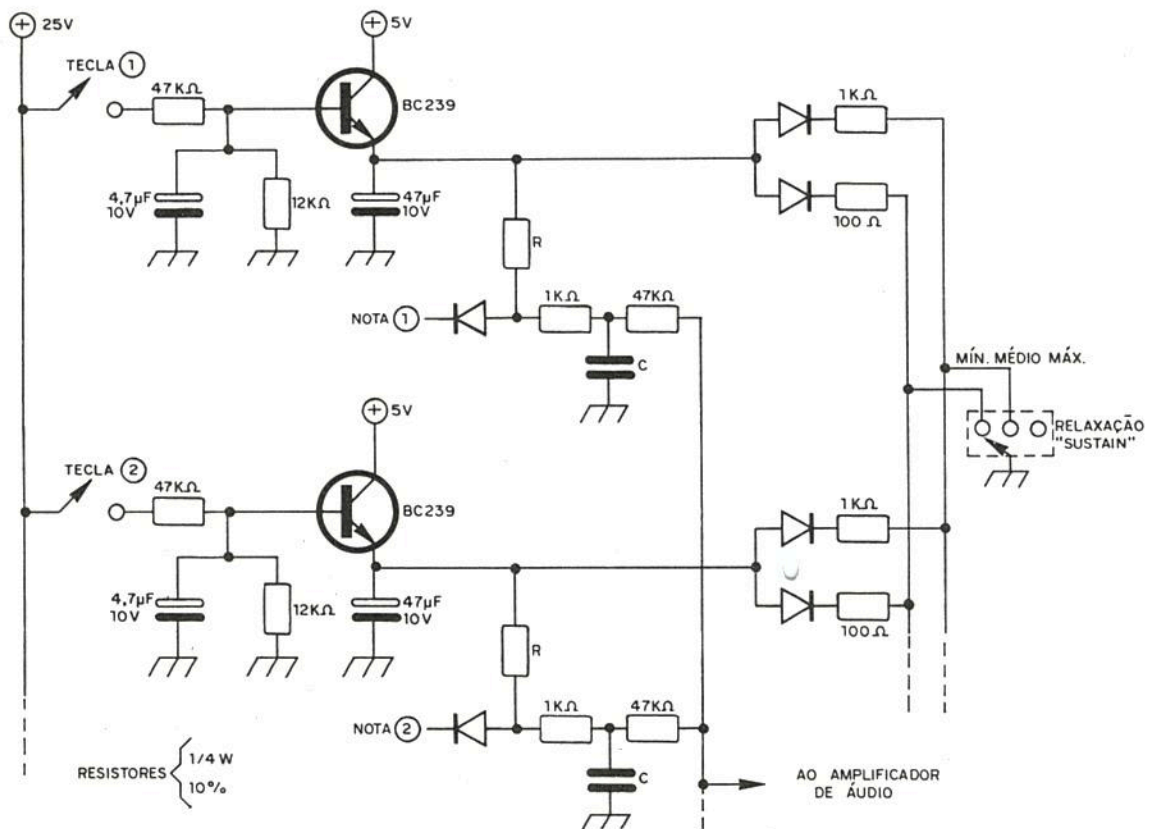 25V
5V
TECLA 1
47KΩ
BC239
1KΩ
4,7µF
10V
12KΩ
47µF
10V
100 Ω
R
NOTA 1
1KΩ
47KΩ
C
MÍN. MÉDIO MÁX.
RELAXAÇÃO
"SUSTAIN"
5V
TECLA 2
47KΩ
BC239
1KΩ
4,7µF
10V
12KΩ
47µF
10V
100Ω
R
NOTA 2
1KΩ
47KΩ
C
RESISTORES { 1/4 W
10%
AO AMPLIFICADOR
DE ÁUDIO